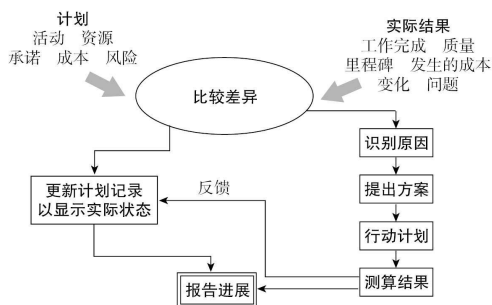 计划
活动 资源
承诺 成本 风险
实际结果
工作完成 质量
里程碑 发生的成本
变化 问题
比较差异
识别原因
提出方案
行动计划
测算结果
反馈
更新计划记录
以显示实际状态
报告进展